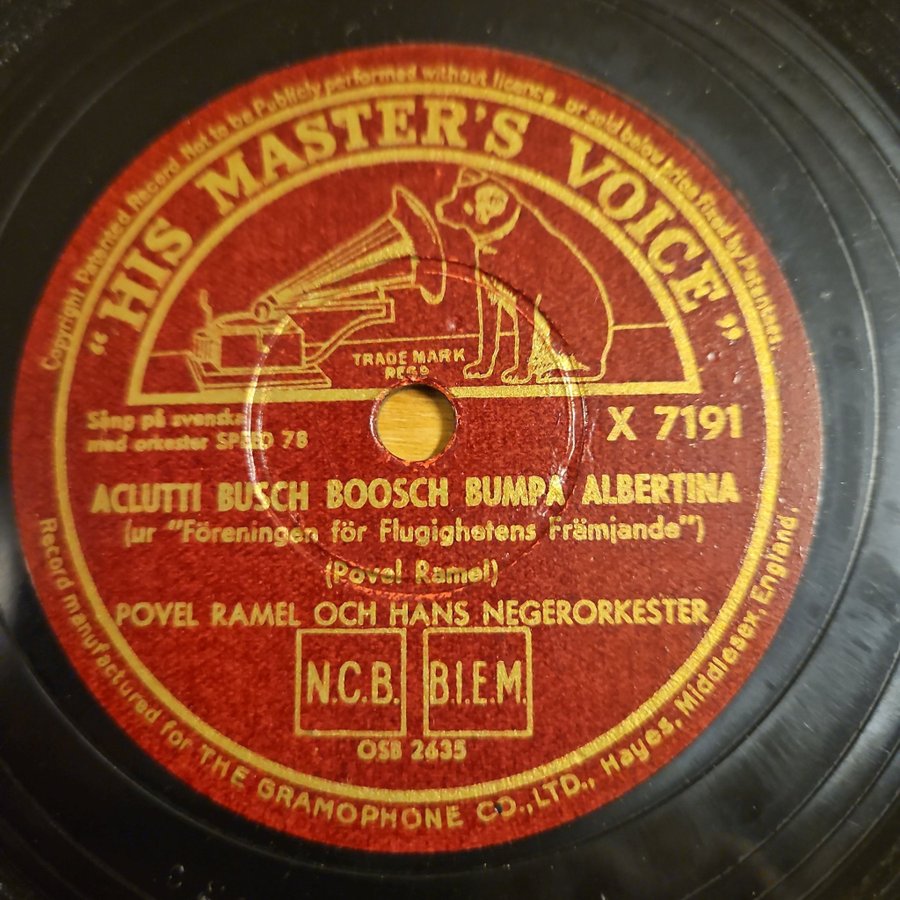 Copyright Patented Record. Not to be Publicly performed without licence or sold below price fixed by Patentees.
"HIS MASTER'S VOICE"
TRADE MARK
REGD
Sång på svenska
med orkester SPEED 78
X 7191
ACLUTTI BUSCH BOOSCH BUMPA ALBERTINA
(ur "Föreningen för Flugighetens Främjande")
(Povel Ramel)
POVEL RAMEL OCH HANS NEGERORKESTER
N.C.B.
B.I.E.M.
OSB 2635
Record manufactured for THE GRAMOPHONE CO., LTD., Hayes, Middlesex, England.